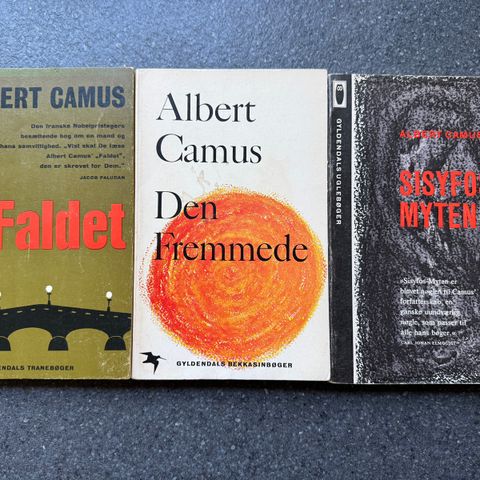 ERT CAMUS
Den franske Nobelpristagers
besættende bog om en mand og
hans samvittighed. „Vist skal De læse
Albert Camus' „Faldet",
den er skrevet for Dem."
JACOB PALUDAN
Faldet
DENDALS TRANEBØGER
Albert
Camus
Den
Fremmede
GYLDENDALS BEKKASINBØGER
8
GYLDENDALS UGLEBØGER
ALBERT CAMUS
SISYFOS
MYTEN
»Sisyfos-Myten er
blevet nøglen til Camus'
forfatterskab, en
ganske uundværlig
nøgle, som passer til
alle hans bøger.«
CARL JOHAN ELMQUIST